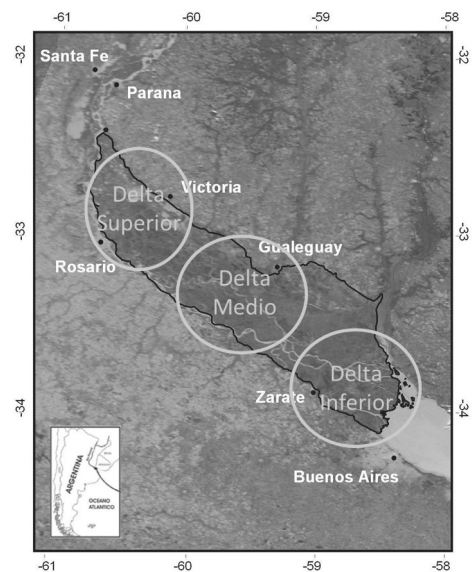 -61
-60
-59
-58
-32
-32
Santa Fe
Parana
Delta
Superior
Victoria
-33
-33
Rosario
Gualeguay
Delta
Medio
Delta
Inferior
Zarate
-34
-34
Buenos Aires
ARGENTINA
OCEANO
ATLANTICO
-61
-60
-59
-58